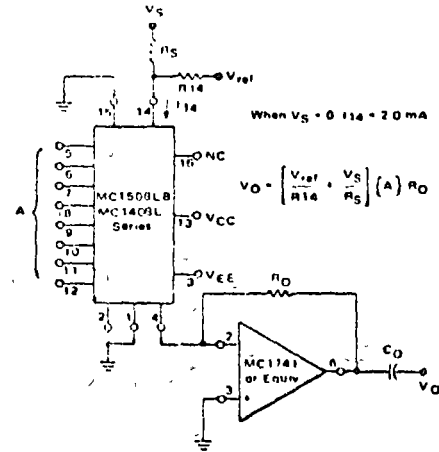 VS
RS
R14
Vref
15
14
I14
When VS = 0 I14 = 2.0 mA
VO = [Vref/R14 + VS/RS] {A} RO
A
5
6
7
8
9
10
11
12
MC1508L8
MC1408L
Series
16
NC
13
VCC
3
VEE
2
1
4
RO
2
3
MC1741
or Equiv
6
CO
VO
+